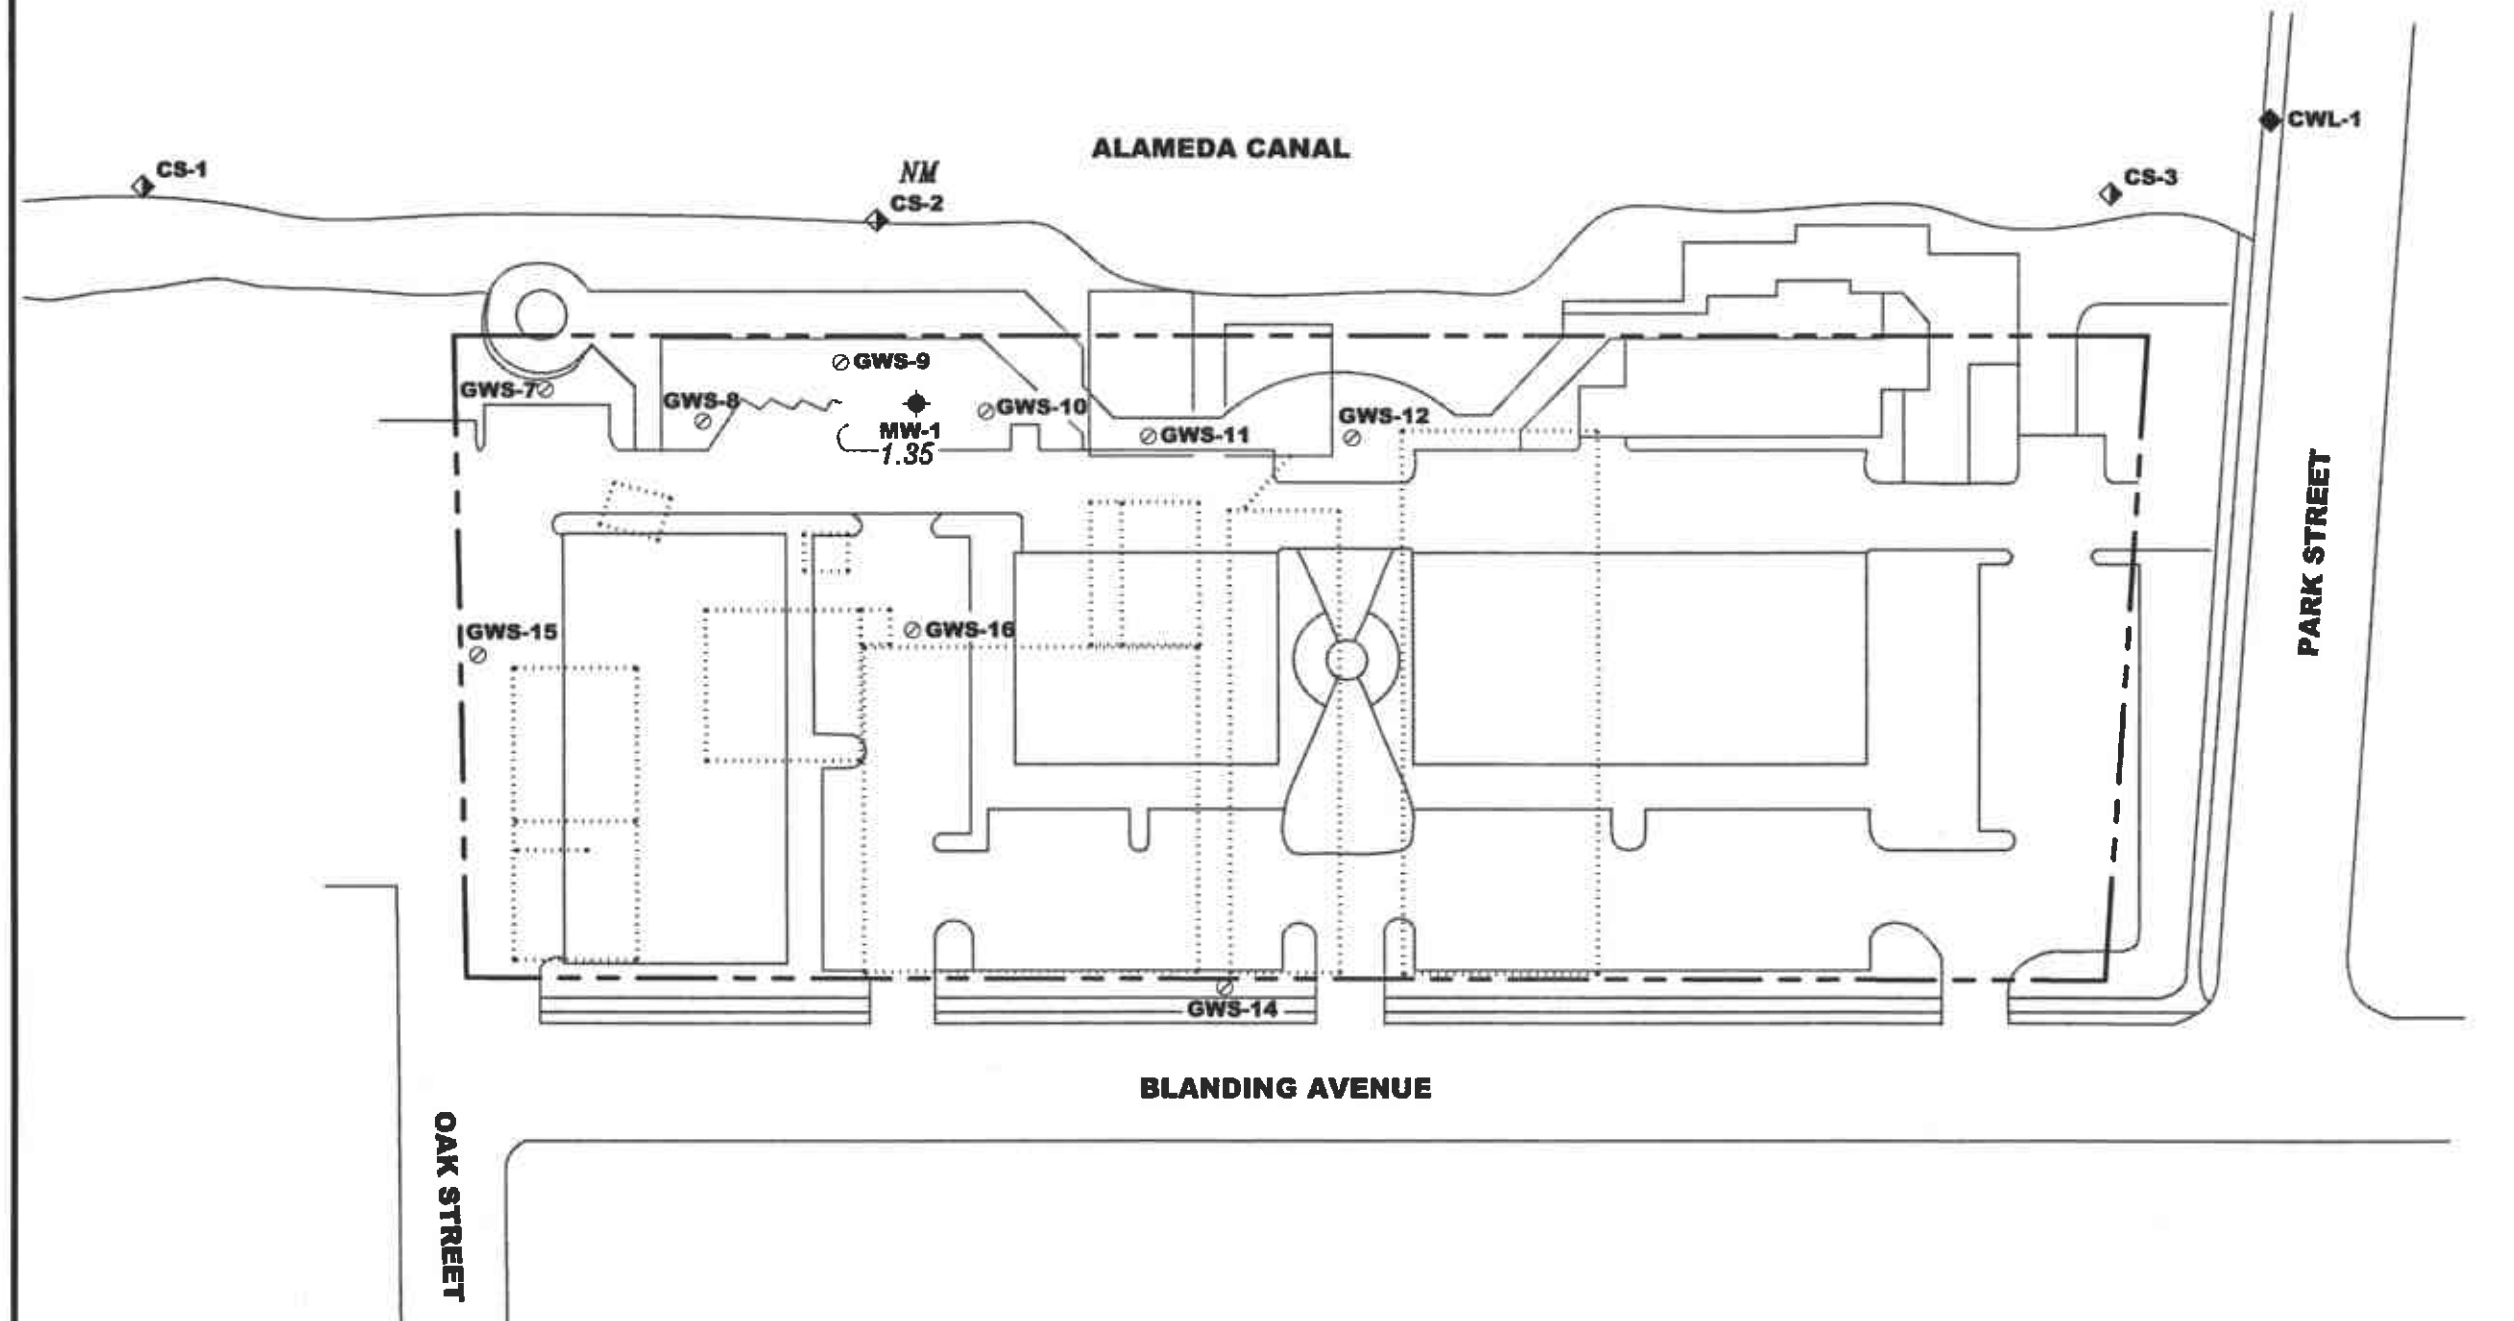 CWL-1
ALAMEDA CANAL
CS-1
NM
CS-2
CS-3
GWS-9
GWS-7
GWS-8
GWS-10
GWS-12
MW-1
GWS-11
1.35
PARK STREET
GWS-15
GWS-16
GWS-14
BLANDING AVENUE
OAK STREET